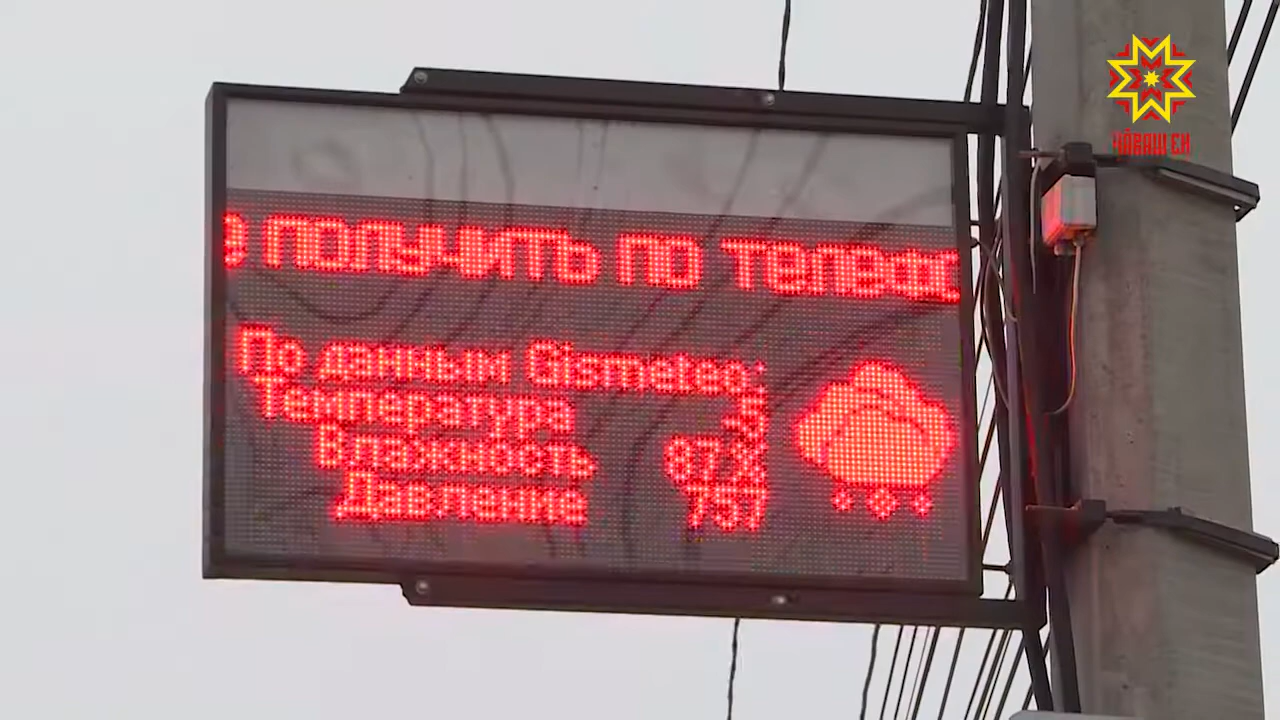 ЧӐВАШ ЕН
получить по
По данным Gismeteo:
Температура
Влажность 87%
Давление 757